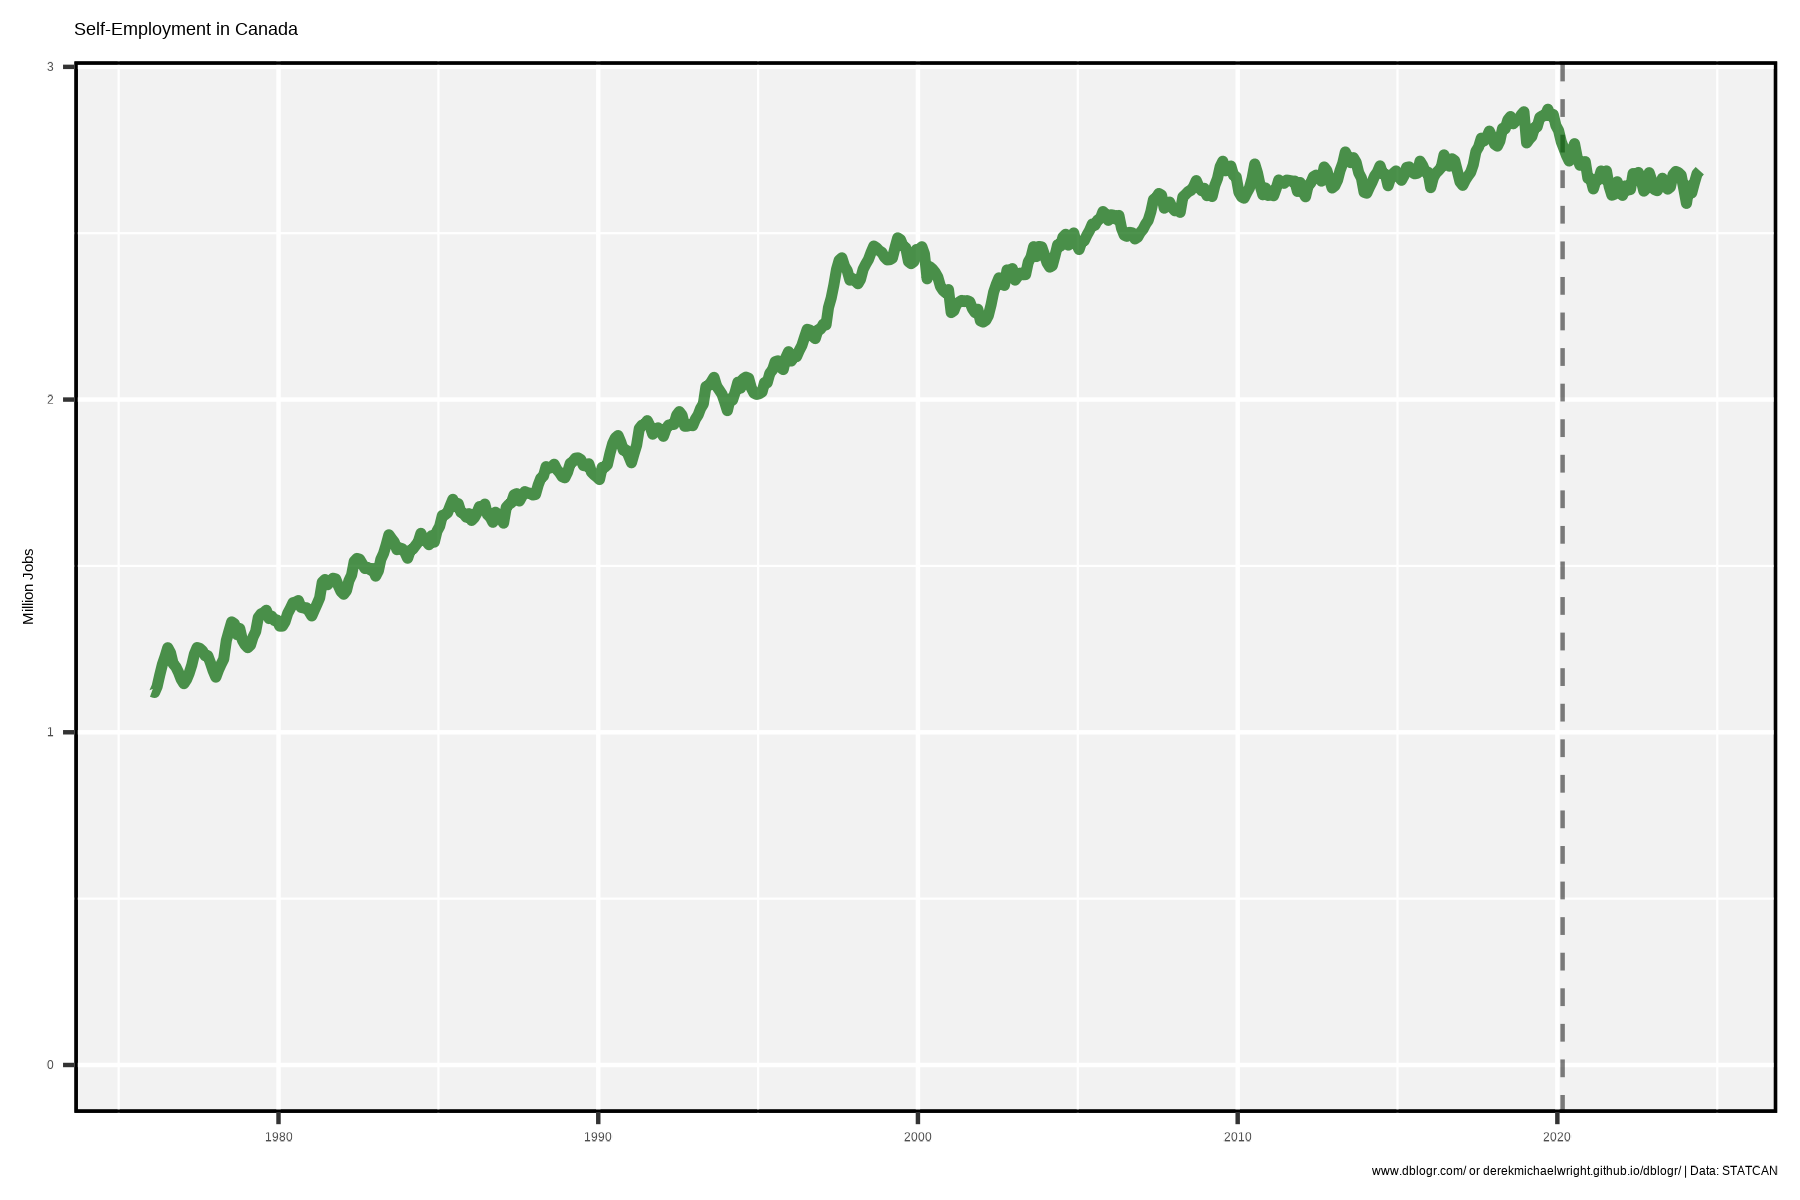 Self-Employment in Canada
3
2
1
0
Million Jobs
1980 1990 2000 2010 2020
www.dblogr.com/ or derekmichaelwright.github.io/dblogr/ | Data: STATCAN